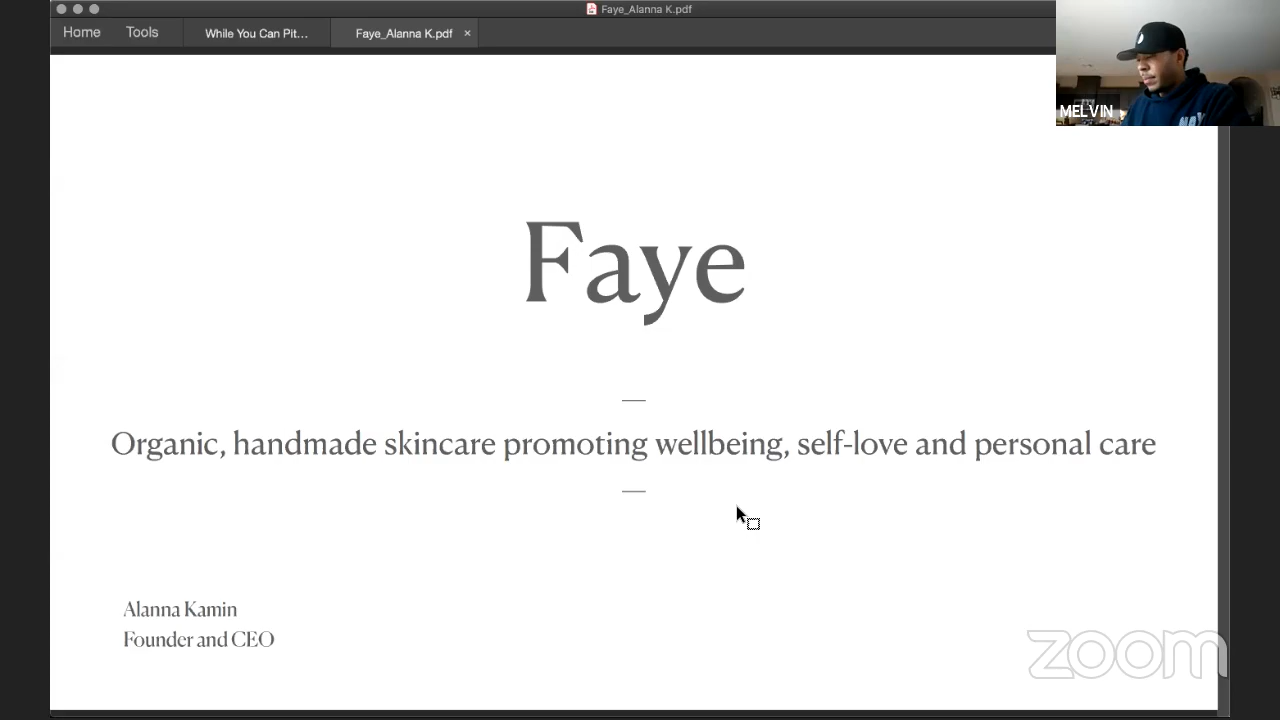 Faye_Alanna K.pdf
Home
Tools
While You Can Pit...
Faye_Alanna K.pdf
MELVIN
Faye
Organic, handmade skincare promoting wellbeing, self-love and personal care
Alanna Kamin
Founder and CEO
zoom